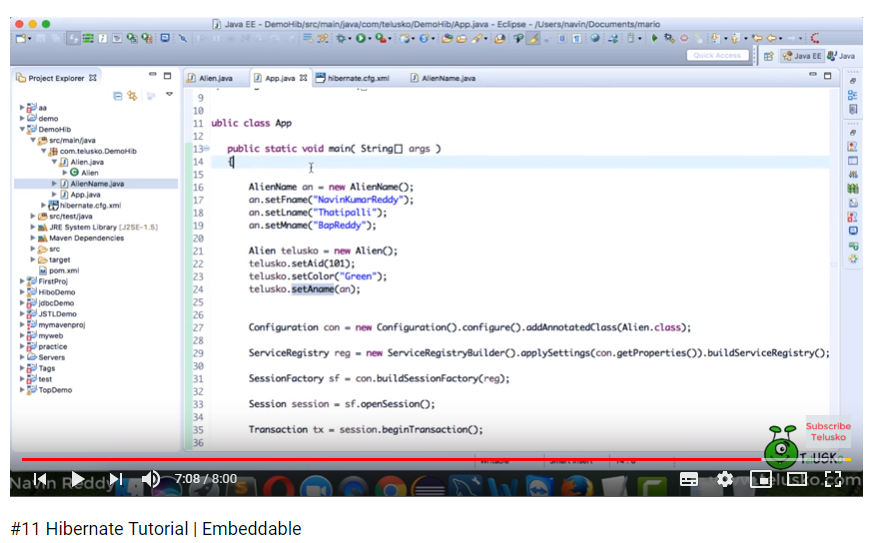 Java EE - DemoHib/src/main/java/com/telusko/DemoHib/App.java - Eclipse - /Users/navin/Documents/mario
Quick Access
Java EE
Java
Project Explorer
Alien.java
App.java
hibernate.cfg.xml
AlienName.java
aa
demo
DemoHib
src/main/java
com.telusko.DemoHib
Alien.java
Alien
AlienName.java
App.java
hibernate.cfg.xml
src/test/java
JRE System Library [J2SE-1.5]
Maven Dependencies
src
target
pom.xml
FirstProj
HiboDemo
jdbcDemo
JSTLDemo
mymavenproj
myweb
practice
Servers
Tags
test
TopDemo
9
10
11 ublic class App
12
13 public static void main( String[] args )
14 {
15
16 AlienName an = new AlienName();
17 an.setFname("NavinKumarReddy");
18 an.setLname("Thatipalli");
19 an.setMname("BapReddy");
20
21 Alien telusko = new Alien();
22 telusko.setAid(101);
23 telusko.setColor("Green");
24 telusko.setAname(an);
25
26
27 Configuration con = new Configuration().configure().addAnnotatedClass(Alien.class);
28
29 ServiceRegistry reg = new ServiceRegistryBuilder().applySettings(con.getProperties()).buildServiceRegistry();
30
31 SessionFactory sf = con.buildSessionFactory(reg);
32
33 Session session = sf.openSession();
34
35 Transaction tx = session.beginTransaction();
36
Subscribe
Telusko
TELUSKO
7:08 / 8:00
Navin Reddy
#11 Hibernate Tutorial | Embeddable